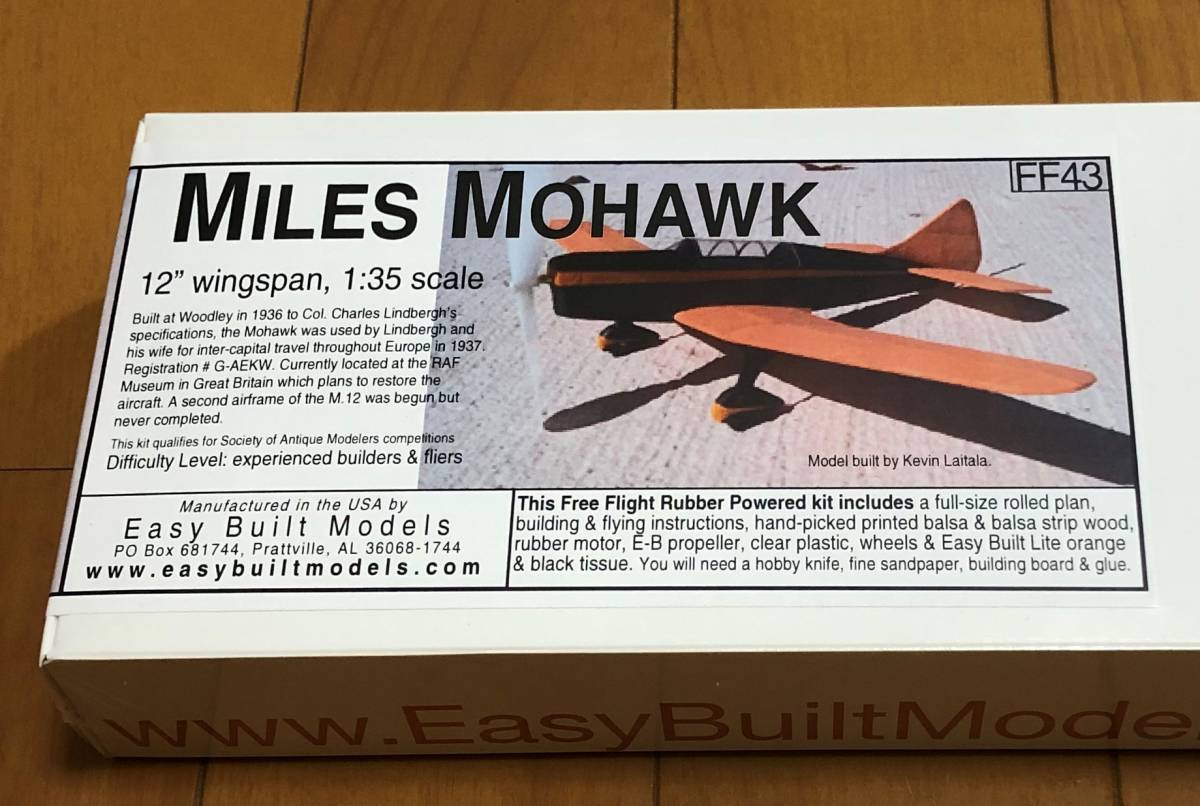 MILES MOHAWK
FF43
12" wingspan, 1:35 scale
Built at Woodley in 1936 to Col. Charles Lindbergh's
specifications, the Mohawk was used by Lindbergh and
his wife for inter-capital travel throughout Europe in 1937.
Registration # G-AEKW. Currently located at the RAF
Museum in Great Britain which plans to restore the
aircraft. A second airframe of the M.12 was begun but
never completed.
This kit qualifies for Society of Antique Modelers competitions
Difficulty Level: experienced builders & fliers
Model built by Kevin Laitala.
Manufactured in the USA by
Easy Built Models
PO Box 681744, Prattville, AL 36068-1744
www.easybuiltmodels.com
This Free Flight Rubber Powered kit includes a full-size rolled plan,
building & flying instructions, hand-picked printed balsa & balsa strip wood,
rubber motor, E-B propeller, clear plastic, wheels & Easy Built Lite orange
& black tissue. You will need a hobby knife, fine sandpaper, building board & glue.
www.EasyBuiltMode